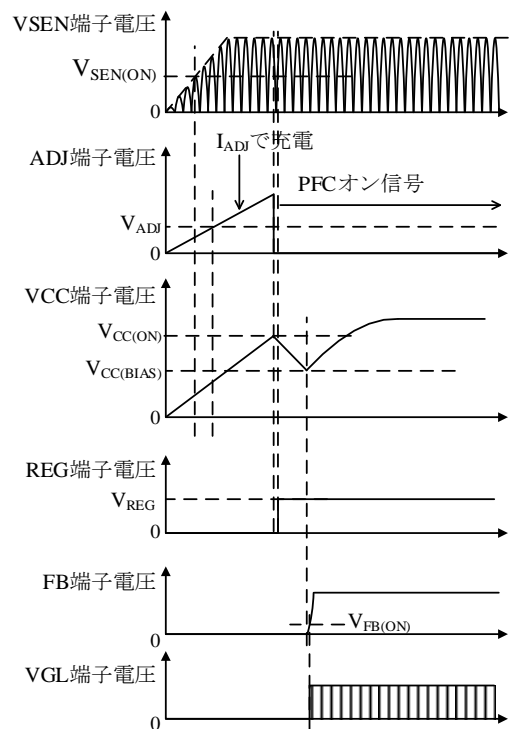 VSEN端子電圧
VSEN(ON)
0
IADJで充電
ADJ端子電圧
PFCオン信号
VADJ
0
VCC端子電圧
VCC(ON)
VCC(BIAS)
0
REG端子電圧
VREG
0
FB端子電圧
VFB(ON)
0
VGL端子電圧
0